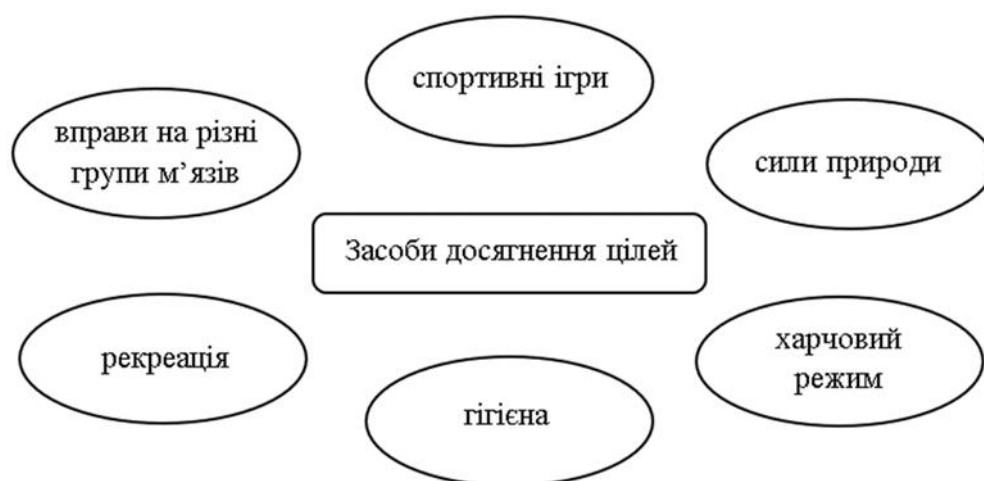 спортивні ігри
вправи на різні
групи м’язів
сили природи
Засоби досягнення цілей
рекреація
харчовий
режим
гігієна